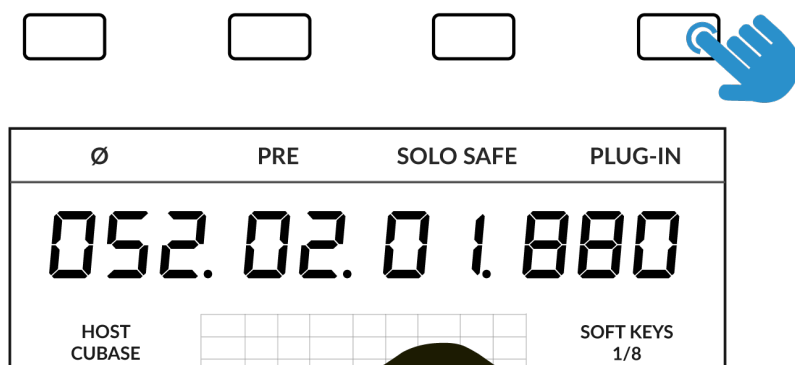 Ø PRE SOLO SAFE PLUG-IN
052.02.01.880
HOST SOFT KEYS
CUBASE 1/8